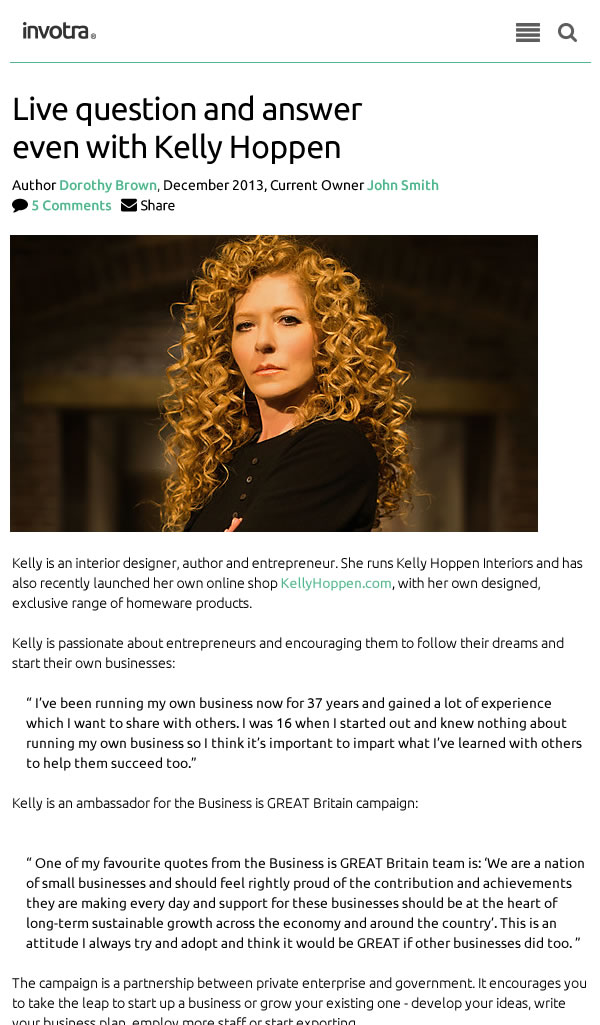 invotra®
Live question and answer
even with Kelly Hoppen
Author Dorothy Brown, December 2013, Current Owner John Smith
5 Comments Share
Kelly is an interior designer, author and entrepreneur. She runs Kelly Hoppen Interiors and has
also recently launched her own online shop KellyHoppen.com, with her own designed,
exclusive range of homeware products.
Kelly is passionate about entrepreneurs and encouraging them to follow their dreams and
start their own businesses:
“ I’ve been running my own business now for 37 years and gained a lot of experience
which I want to share with others. I was 16 when I started out and knew nothing about
running my own business so I think it’s important to impart what I’ve learned with others
to help them succeed too.”
Kelly is an ambassador for the Business is GREAT Britain campaign:
“ One of my favourite quotes from the Business is GREAT Britain team is: ‘We are a nation
of small businesses and should feel rightly proud of the contribution and achievements
they are making every day and support for these businesses should be at the heart of
long-term sustainable growth across the economy and around the country’. This is an
attitude I always try and adopt and think it would be GREAT if other businesses did too. ”
The campaign is a partnership between private enterprise and government. It encourages you
to take the leap to start up a business or grow your existing one - develop your ideas, write
your business plan, employ more staff or start exporting.